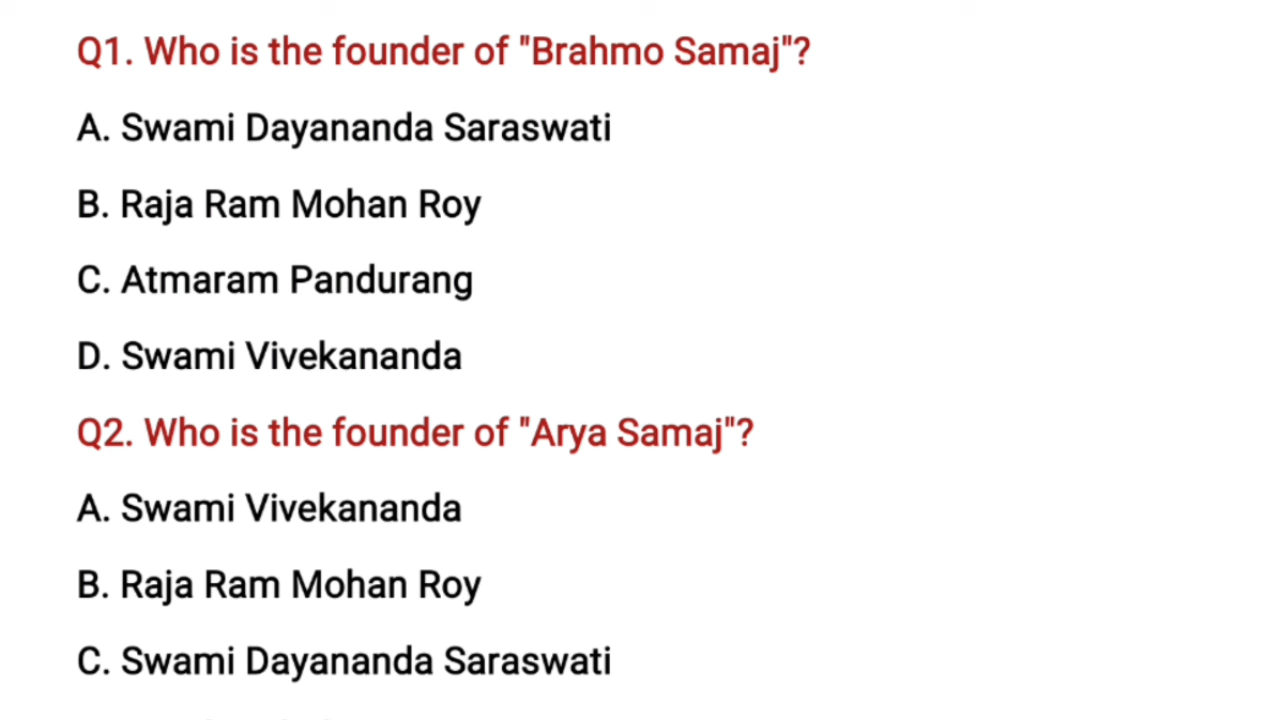 Q1. Who is the founder of "Brahmo Samaj"?
A. Swami Dayananda Saraswati
B. Raja Ram Mohan Roy
C. Atmaram Pandurang
D. Swami Vivekananda
Q2. Who is the founder of "Arya Samaj"?
A. Swami Vivekananda
B. Raja Ram Mohan Roy
C. Swami Dayananda Saraswati